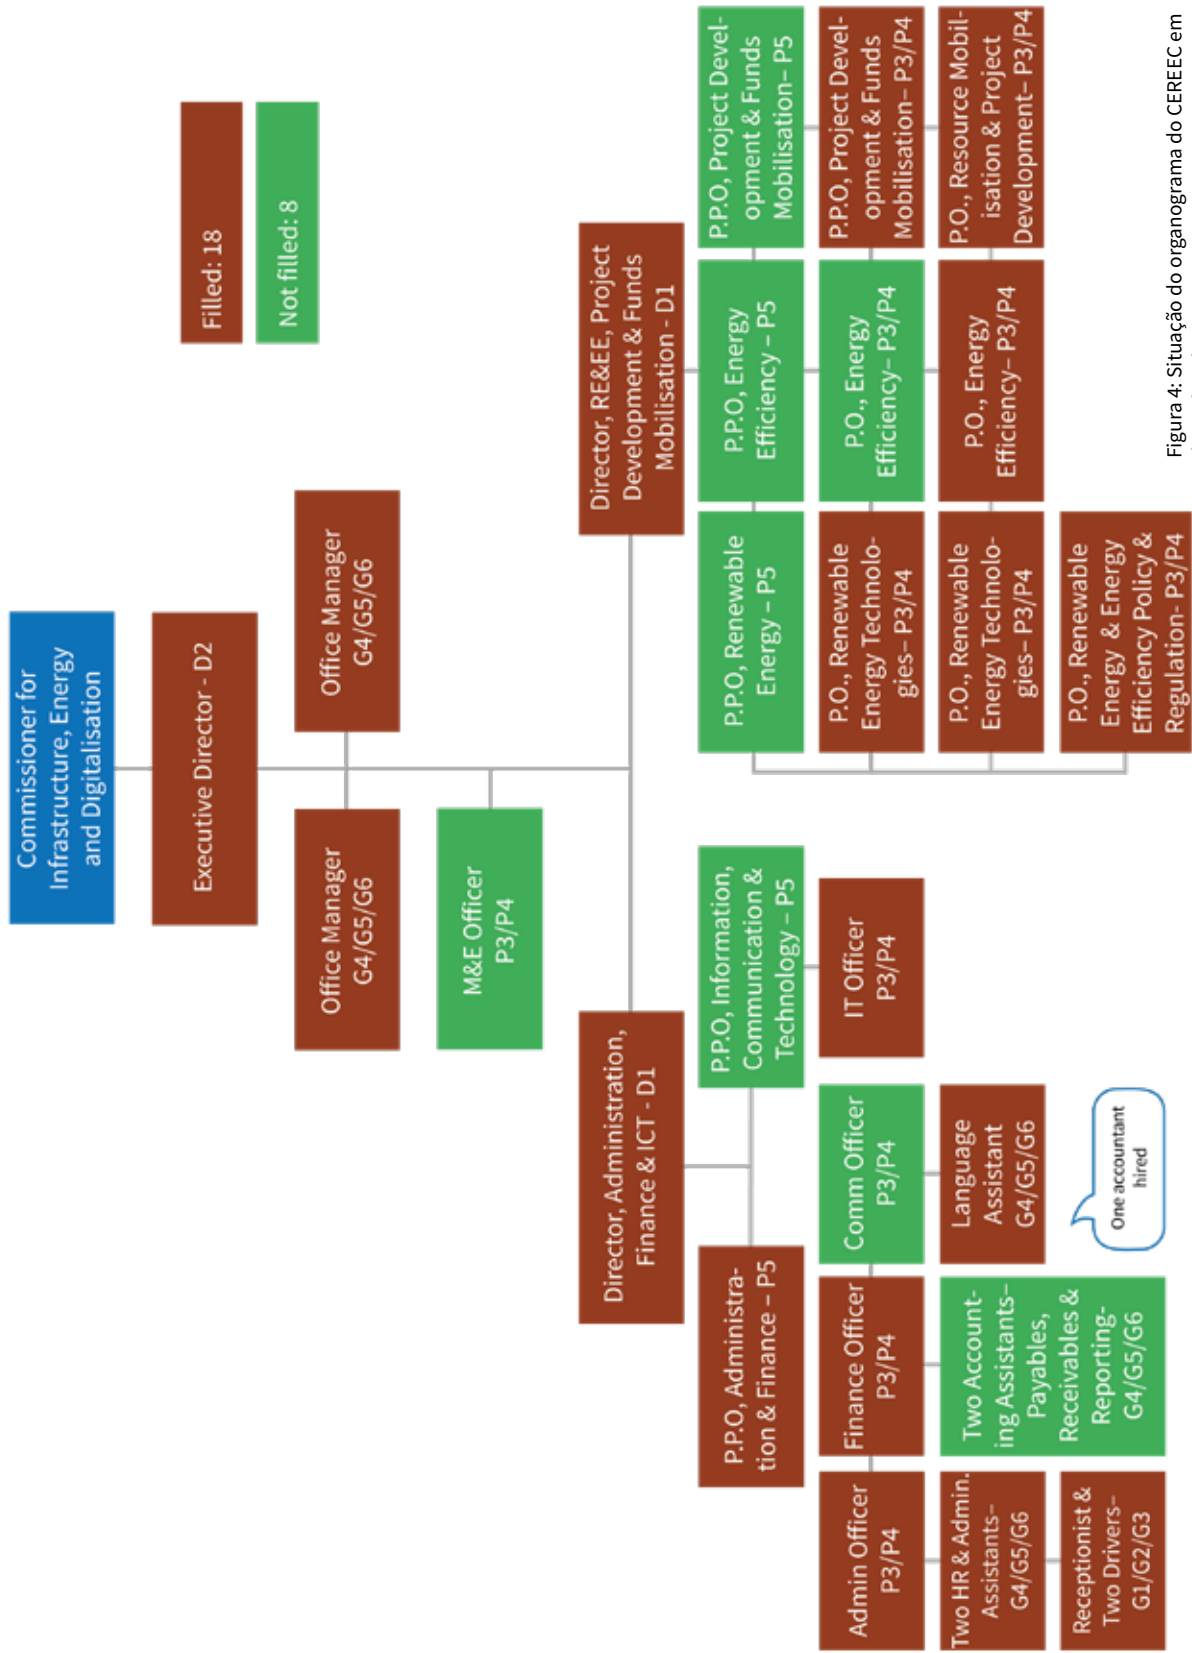 Commissioner for
Infrastructure, Energy
and Digitalisation
Executive Director - D2
Filled: 18
Not filled: 8
Office Manager
G4/G5/G6
Office Manager
G4/G5/G6
M&E Officer
P3/P4
Director, Administration,
Finance & ICT - D1
Director, RE&EE, Project
Development & Funds
Mobilisation - D1
P.P.O, Administra-
tion & Finance – P5
P.P.O, Information,
Communication &
Technology – P5
P.P.O, Renewable
Energy – P5
P.P.O, Energy
Efficiency – P5
P.P.O, Project Devel-
opment & Funds
Mobilisation– P5
Admin Officer
P3/P4
Finance Officer
P3/P4
Comm Officer
P3/P4
IT Officer
P3/P4
P.O., Renewable
Energy Technolo-
gies– P3/P4
P.O., Energy
Efficiency– P3/P4
P.P.O, Project Devel-
opment & Funds
Mobilisation– P3/P4
Two HR & Admin.
Assistants–
G4/G5/G6
Two Account-
ing Assistants–
Payables,
Receivables &
Reporting-
G4/G5/G6
Language
Assistant
G4/G5/G6
P.O., Renewable
Energy Technolo-
gies– P3/P4
P.O., Energy
Efficiency– P3/P4
P.O., Resource Mobil-
isation & Project
Development– P3/P4
Receptionist &
Two Drivers–
G1/G2/G3
One accountant
hired
P.O., Renewable
Energy & Energy
Efficiency Policy &
Regulation- P3/P4
Figura 4: Situação do organograma do CEREEC em